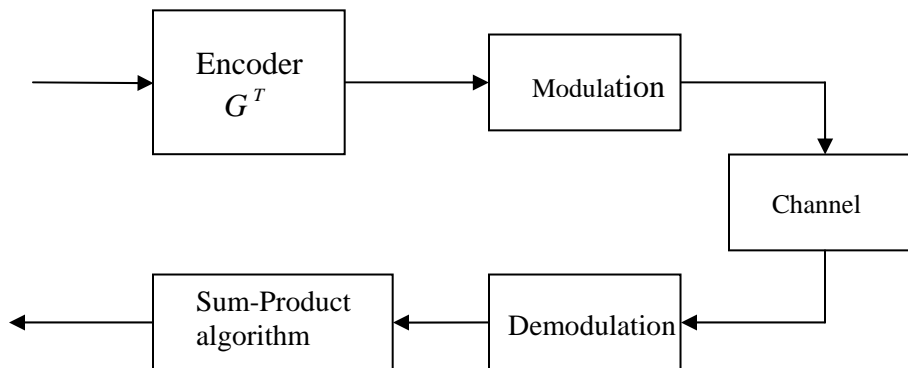 Encoder
G^T
Modulation
Channel
Sum-Product
algorithm
Demodulation